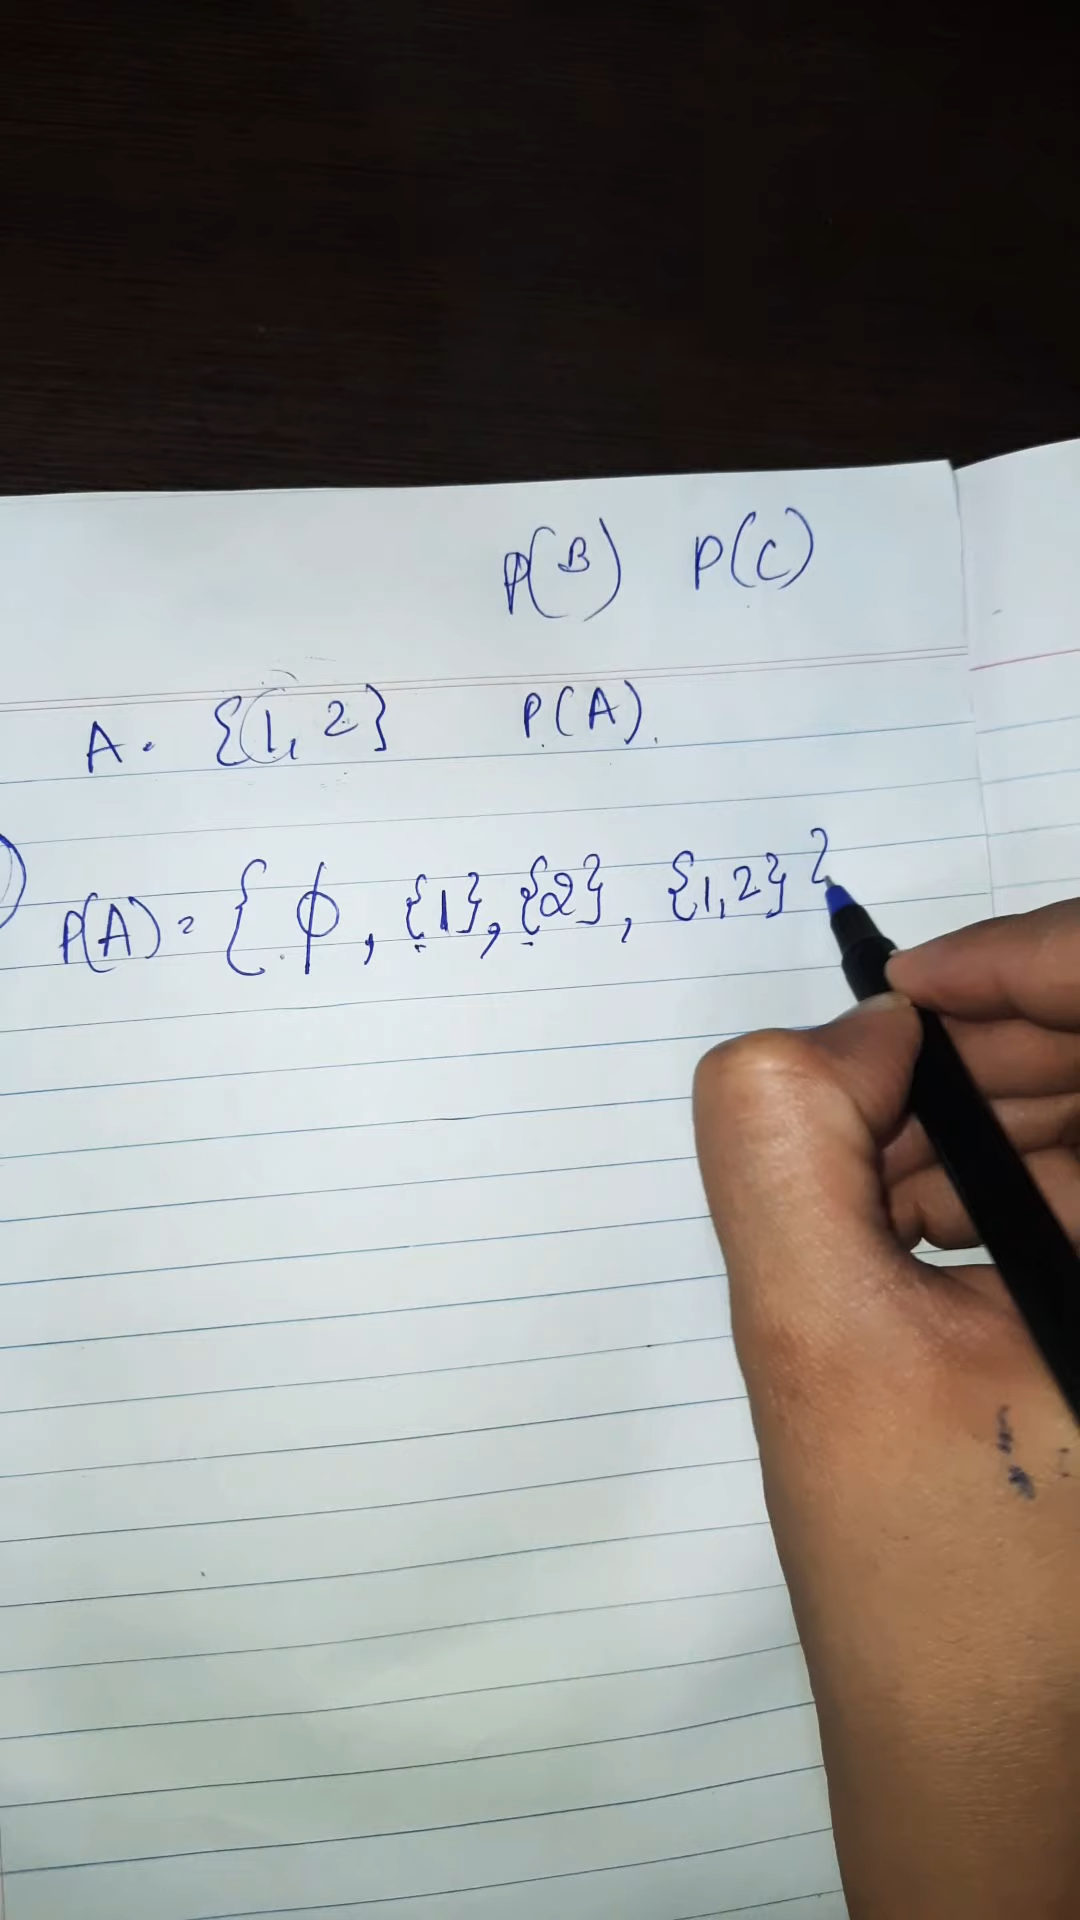 P(B) P(C)
A. {1, 2} P(A).
P(A) = { ϕ, {1}, {2}, {1,2} }